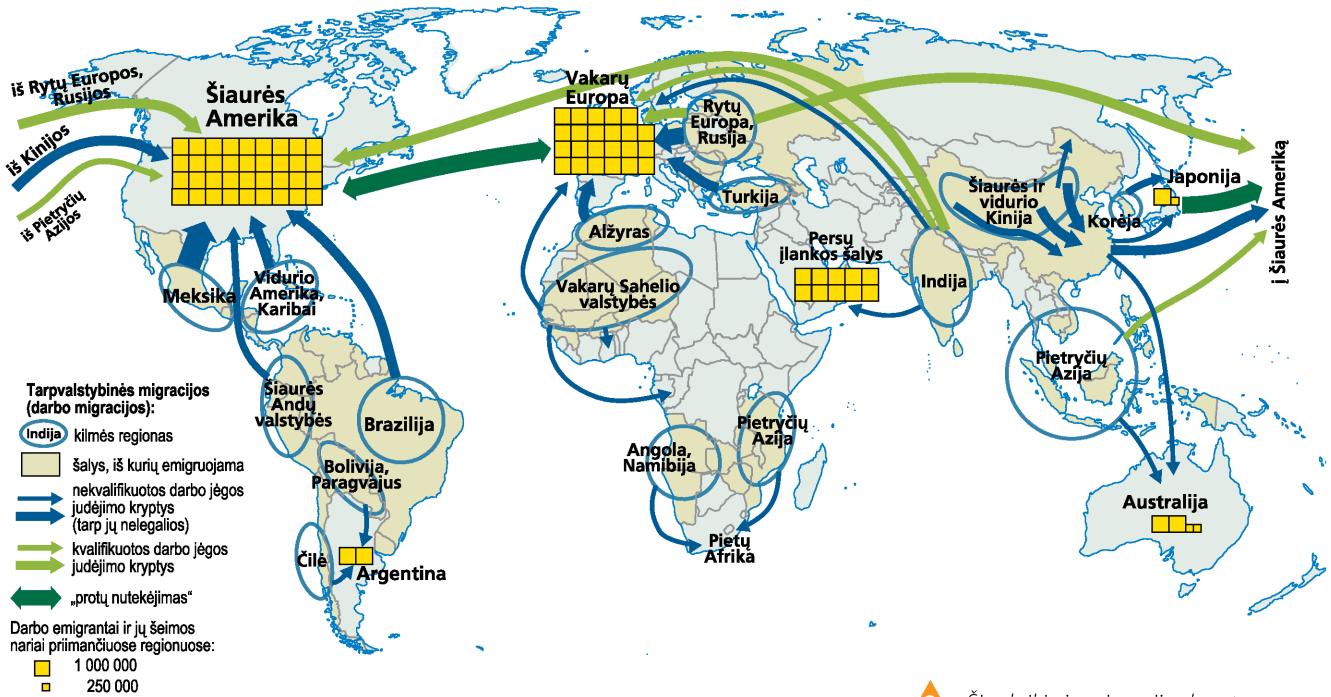 iš Rytų Europos,
Rusijos
iš Kinijos
iš Pietryčių
Azijos
Šiaurės
Amerika
Vakarų
Europa
Rytų
Europa,
Rusija
Turkija
Alžyras
Vakarų Sahelio
valstybės
Persų
įlankos šalys
Indija
Šiaurės ir
vidurio
Kinija
Korėja
Japonija
į Šiaurės Ameriką
Meksika
Vidurio
Amerika,
Karibai
Šiaurės
Andų
valstybės
Brazilija
Bolivija,
Paragvajus
Čilė
Argentina
Angola,
Namibija
Pietryčių
Azija
Pietų
Afrika
Pietryčių
Azija
Australija
Tarpvalstybinės migracijos
(darbo migracijos):
Indija kilmės regionas
šalys, iš kurių emigruojama
nekvalifikuotos darbo jėgos
judėjimo kryptys
(tarp jų nelegalios)
kvalifikuotos darbo jėgos
judėjimo kryptys
„protų nutekėjimas“
Darbo emigrantai ir jų šeimos
nariai priimančiuose regionuose:
1 000 000
250 000